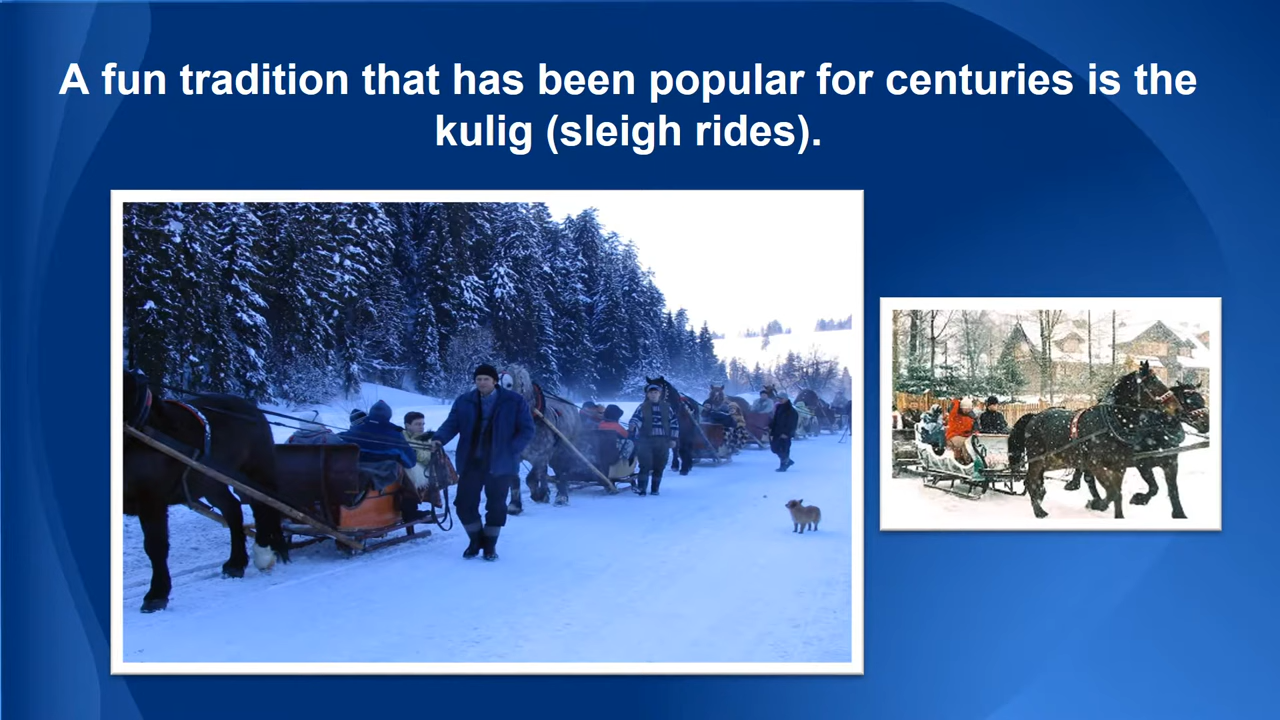 A fun tradition that has been popular for centuries is the
kulig (sleigh rides).